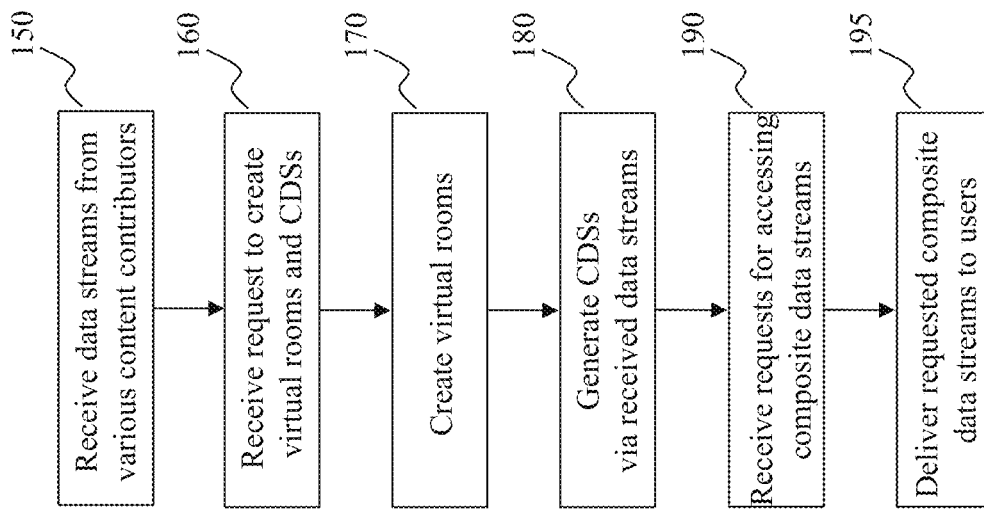 Receive data streams from
various content contributors
150
Receive request to create
virtual rooms and CDSs
160
Create virtual rooms
170
Generate CDSs
via received data streams
180
Receive requests for accessing
composite data streams
190
Deliver requested composite
data streams to users
195